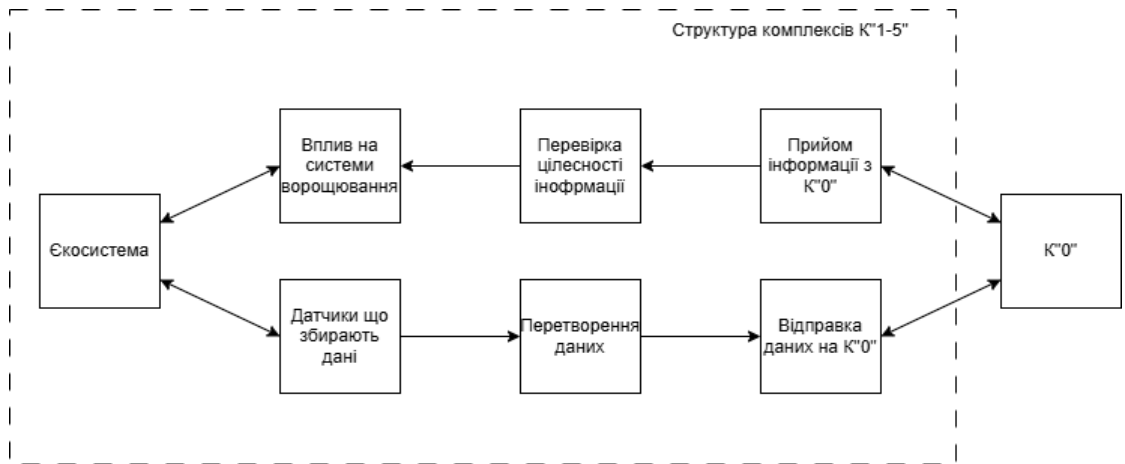 Структура комплексів К"1-5"
Вплив на
системи
ворощювання
Перевірка
цілесності
інофрмації
Прийом
інформації з
К"0"
Єкосистема
К"0"
Датчики що
збирають
дані
Перетворення
даних
Відправка
даних на К"0"